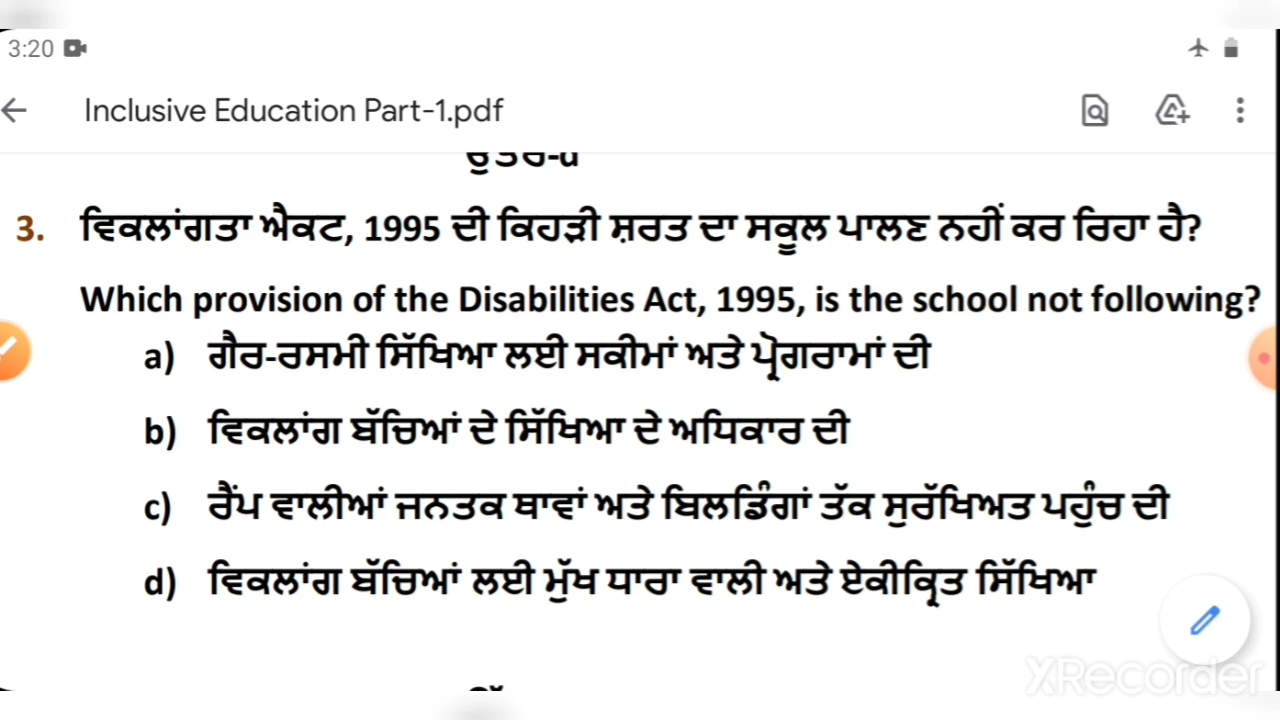 3:20
Inclusive Education Part-1.pdf
3. ਵਿਕਲਾਂਗਤਾ ਐਕਟ, 1995 ਦੀ ਕਿਹੜੀ ਸ਼ਰਤ ਦਾ ਸਕੂਲ ਪਾਲਣ ਨਹੀਂ ਕਰ ਰਿਹਾ ਹੈ?
Which provision of the Disabilities Act, 1995, is the school not following?
a) ਗੈਰ-ਰਸਮੀ ਸਿੱਖਿਆ ਲਈ ਸਕੀਮਾਂ ਅਤੇ ਪ੍ਰੋਗਰਾਮਾਂ ਦੀ
b) ਵਿਕਲਾਂਗ ਬੱਚਿਆਂ ਦੇ ਸਿੱਖਿਆ ਦੇ ਅਧਿਕਾਰ ਦੀ
c) ਰੈਂਪ ਵਾਲੀਆਂ ਜਨਤਕ ਥਾਵਾਂ ਅਤੇ ਬਿਲਡਿੰਗਾਂ ਤੱਕ ਸੁਰੱਖਿਅਤ ਪਹੁੰਚ ਦੀ
d) ਵਿਕਲਾਂਗ ਬੱਚਿਆਂ ਲਈ ਮੁੱਖ ਧਾਰਾ ਵਾਲੀ ਅਤੇ ਏਕੀਕ੍ਰਿਤ ਸਿੱਖਿਆ
XRecorder